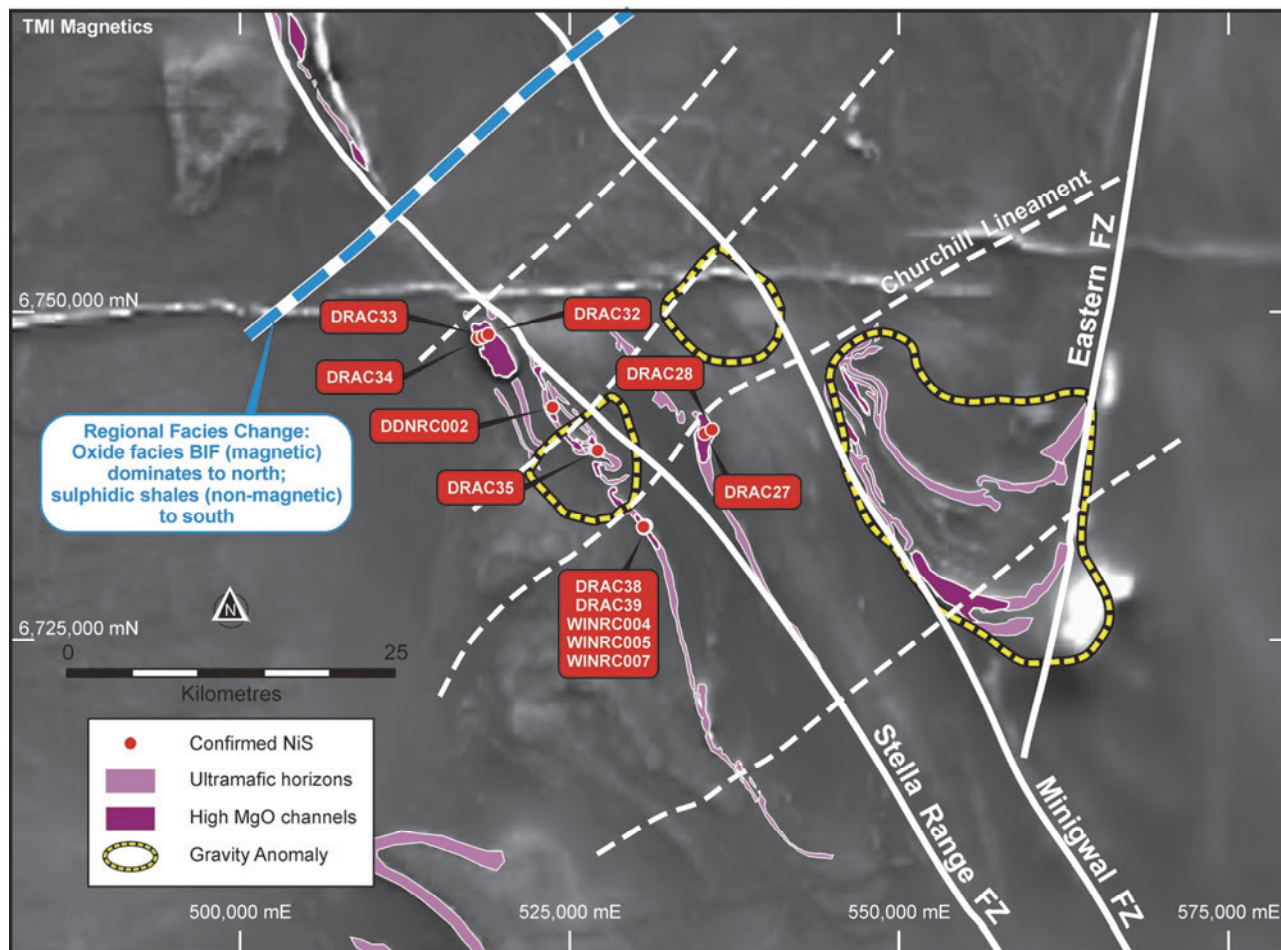 TMI Magnetics
Churchill Lineament
Eastern FZ
6,750,000 mN
DRAC33
DRAC32
DRAC34
DRAC28
DDNRC002
Regional Facies Change:
Oxide facies BIF (magnetic)
dominates to north;
sulphidic shales (non-magnetic)
to south
DRAC35
DRAC27
DRAC38
DRAC39
WINRC004
WINRC005
WINRC007
N
6,725,000 mN
0
25
Kilometres
Confirmed NiS
Ultramafic horizons
High MgO channels
Gravity Anomaly
Stella Range FZ
Minigwal FZ
500,000 mE
525,000 mE
550,000 mE
575,000 mE